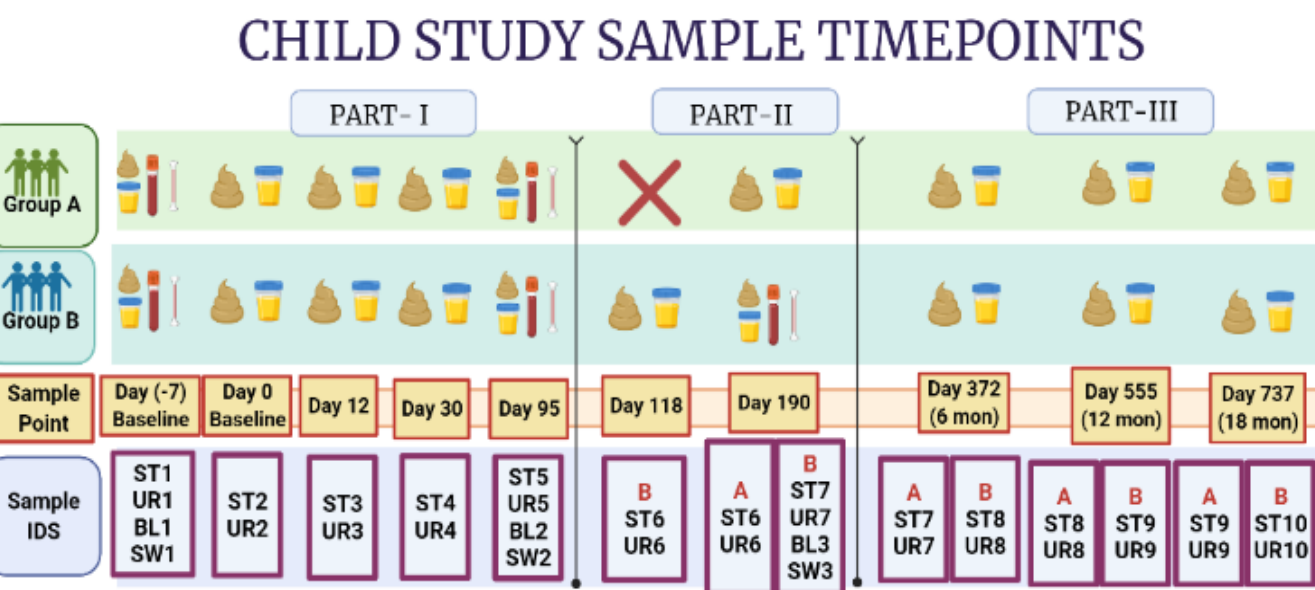 CHILD STUDY SAMPLE TIMEPOINTS
PART- I
PART-II
PART-III
Group A
Group B
Sample
Point
Day (-7)
Baseline
Day 0
Baseline
Day 12
Day 30
Day 95
Day 118
Day 190
Day 372
(6 mon)
Day 555
(12 mon)
Day 737
(18 mon)
Sample
IDS
ST1
UR1
BL1
SW1
ST2
UR2
ST3
UR3
ST4
UR4
ST5
UR5
BL2
SW2
B
ST6
UR6
A
ST6
UR6
B
ST7
UR7
BL3
SW3
A
ST7
UR7
B
ST8
UR8
A
ST8
UR8
B
ST9
UR9
A
ST9
UR9
B
ST10
UR10